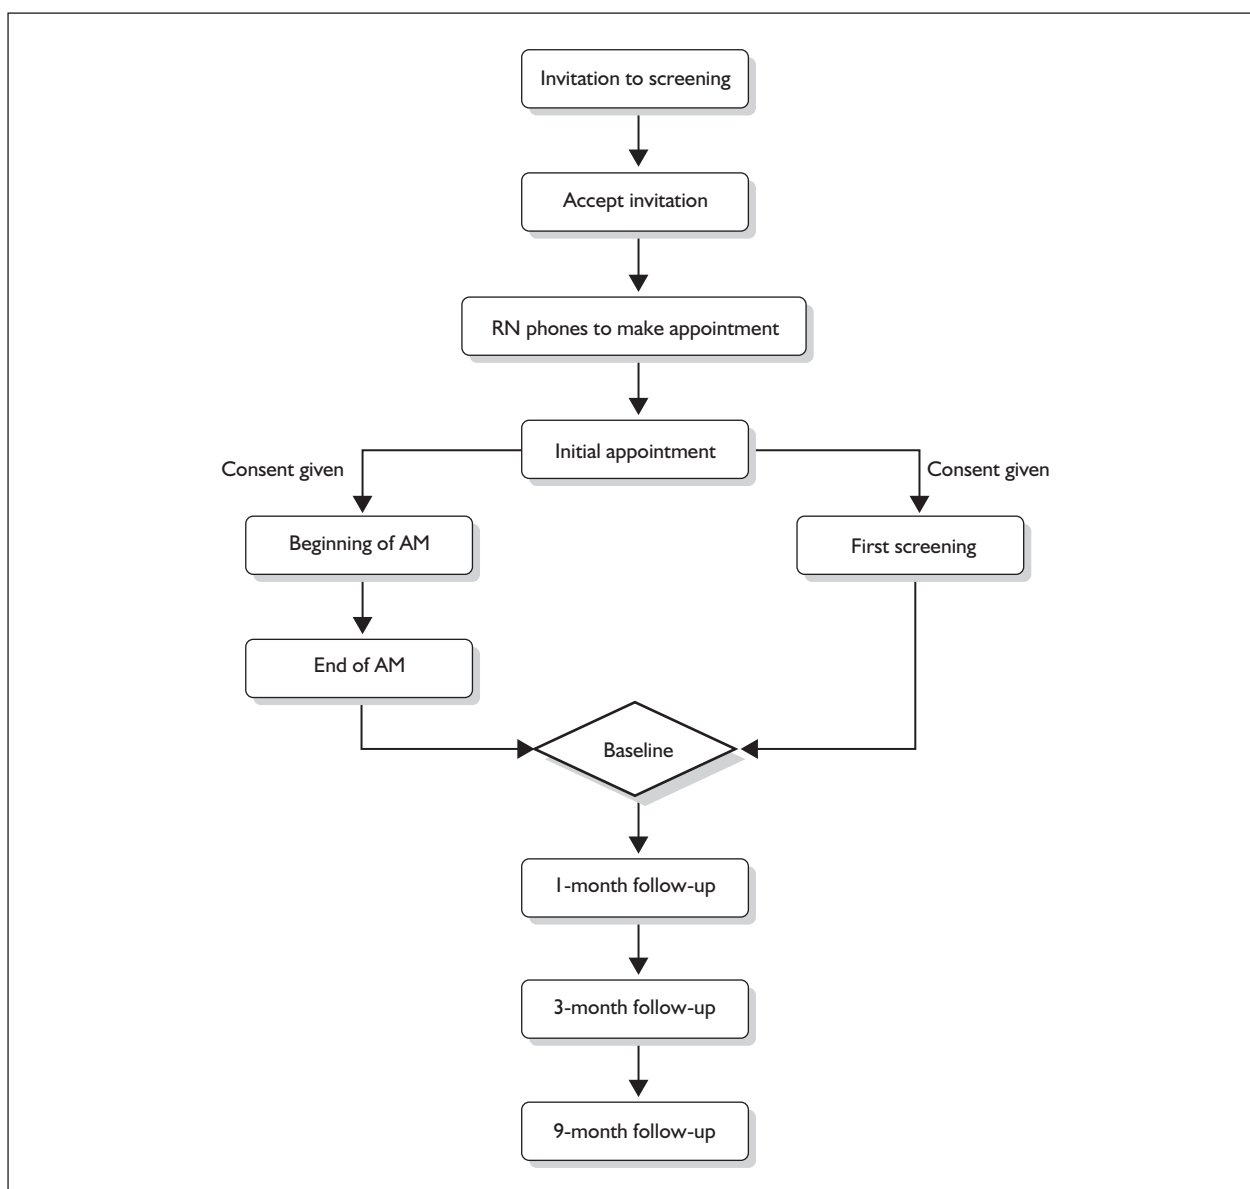 Invitation to screening
Accept invitation
RN phones to make appointment
Initial appointment
Consent given
Consent given
Beginning of AM
First screening
End of AM
Baseline
1-month follow-up
3-month follow-up
9-month follow-up